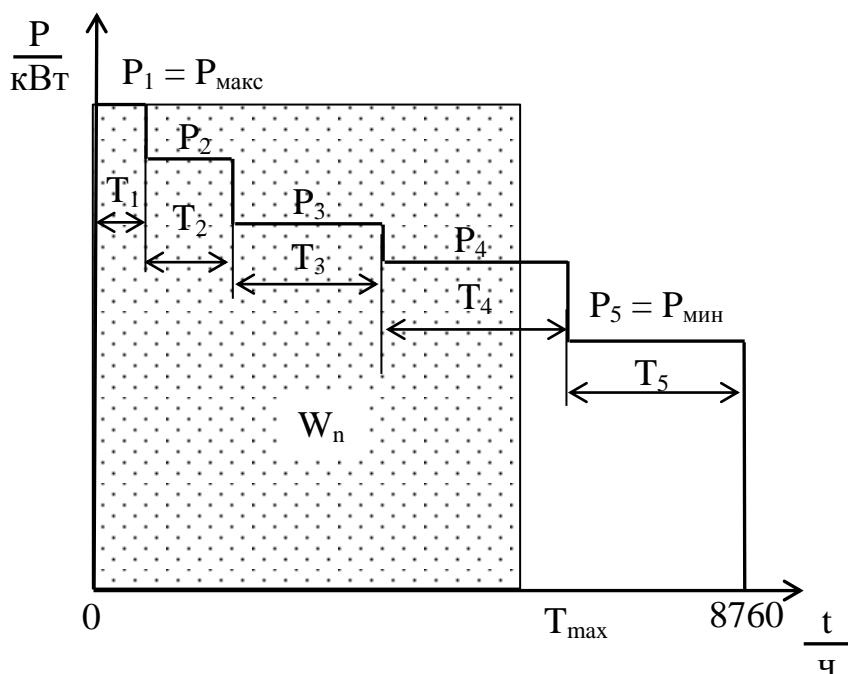 P
кВт
P₁ = Pмакс
P₂
T₁
T₂
P₃
T₃
P₄
T₄
P₅ = Pмин
T₅
Wₙ
0
Tmax
8760
t
ч